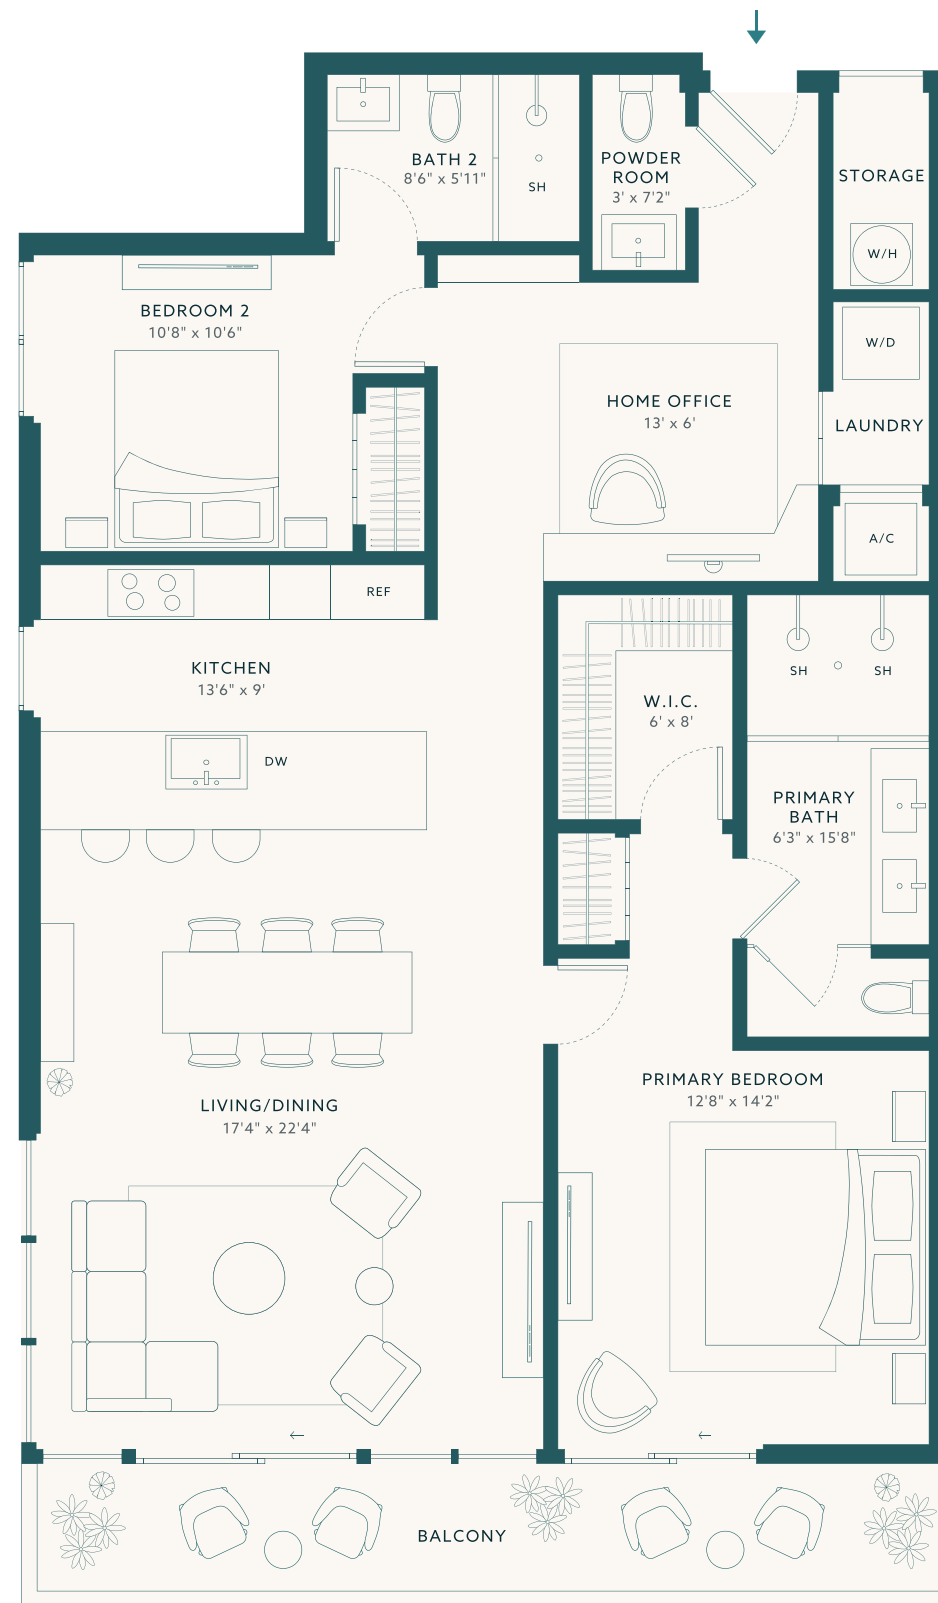 BATH 2
8'6" x 5'11"
SH
POWDER
ROOM
3' x 7'2"
STORAGE
W/H
BEDROOM 2
10'8" x 10'6"
W/D
HOME OFFICE
13' x 6'
LAUNDRY
A/C
REF
KITCHEN
13'6" x 9'
SH
SH
W.I.C.
6' x 8'
DW
PRIMARY
BATH
6'3" x 15'8"
PRIMARY BEDROOM
12'8" x 14'2"
LIVING/DINING
17'4" x 22'4"
BALCONY